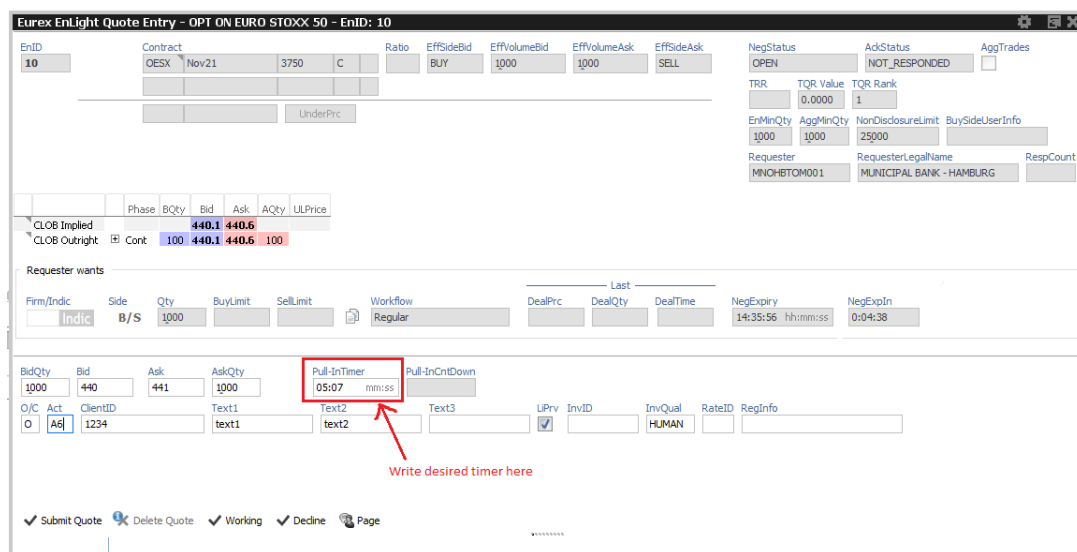 Eurex EnLight Quote Entry - OPT ON EURO STOXX 50 - EnID: 10
EnID Contract Ratio EffSideBid EffVolumeBid EffVolumeAsk EffSideAsk NegStatus AckStatus AggTrades
10 OESX Nov21 3750 C BUY 1000 1000 SELL OPEN NOT_RESPONDED
TRR TQR Value TQR Rank
0.0000 1
UnderPrc
EnMinQty AggMinQty NonDisclosureLimit BuySideUserInfo
1000 1000 25000
Requester RequesterLegalName RespCount
MNOHBTOM001 MUNICIPAL BANK - HAMBURG
Phase BQty Bid Ask AQty ULPrice
CLOB Implied 440.1 440.6
CLOB Outright Cont 100 440.1 440.6 100
Requester wants
Last
Firm/Indic Side Qty BuyLimit SellLimit Workflow DealPrc DealQty DealTime NegExpiry NegExpIn
Indic B/S 1000 Regular 14:35:56 hh:mm:ss 0:04:38
BidQty Bid Ask AskQty Pull-InTimer Pull-InCntDown
1000 440 441 1000 05:07 mm:ss
O/C Act ClientID Text1 Text2 Text3 LiPrv InvID InvQual RateID RegInfo
O A6 1234 text1 text2 HUMAN
Write desired timer here
Submit Quote Delete Quote Working Decline Page